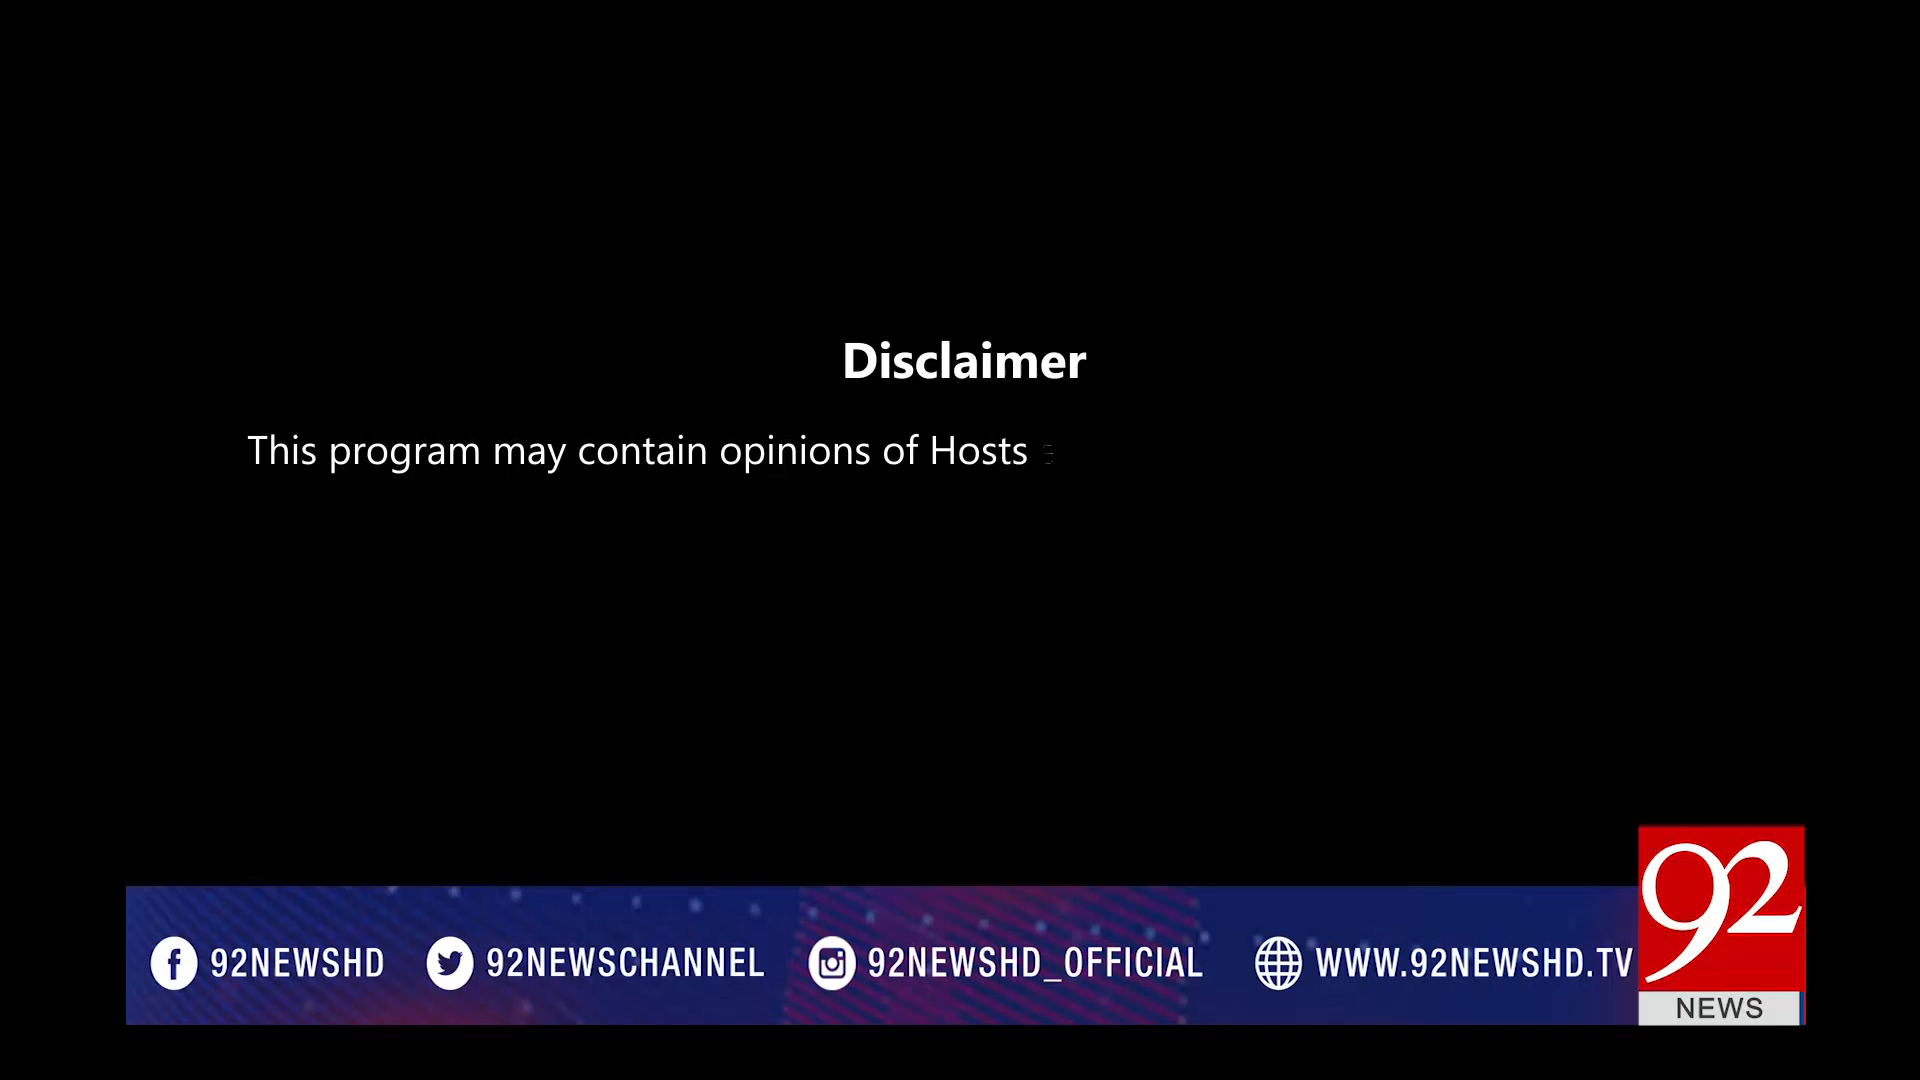 Disclaimer
This program may contain opinions of Hosts
92NEWSHD 92NEWSCHANNEL 92NEWSHD_OFFICIAL WWW.92NEWSHD.TV
92
NEWS